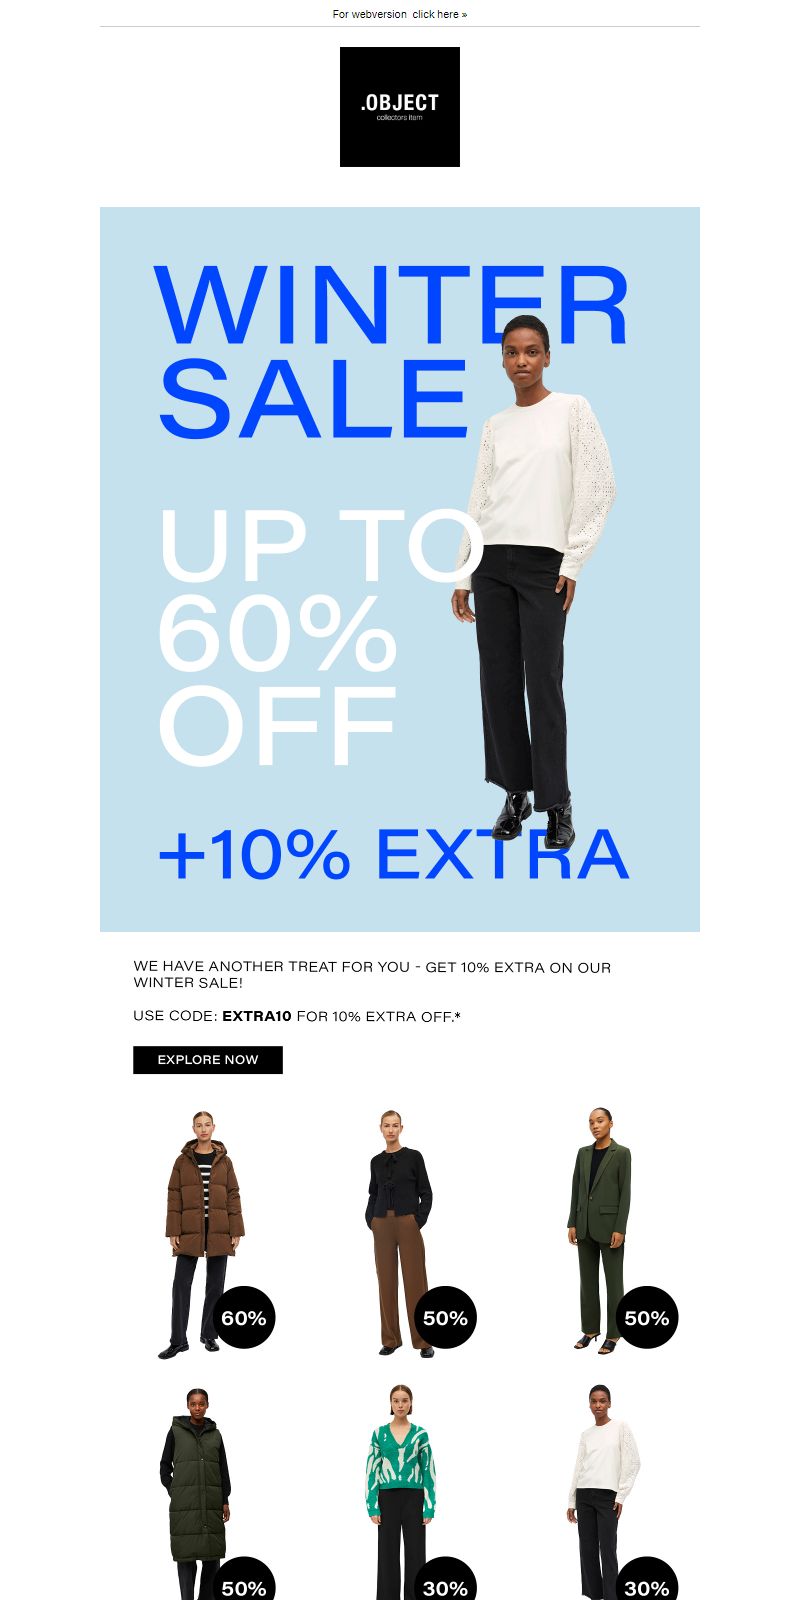 For webversion click here »
.OBJECT
collectors item
WINTER
SALE
UP TO
60%
OFF
+10% EXTRA
WE HAVE ANOTHER TREAT FOR YOU - GET 10% EXTRA ON OUR
WINTER SALE!
USE CODE: EXTRA10 FOR 10% EXTRA OFF.*
EXPLORE NOW
60%
50%
50%
50%
30%
30%